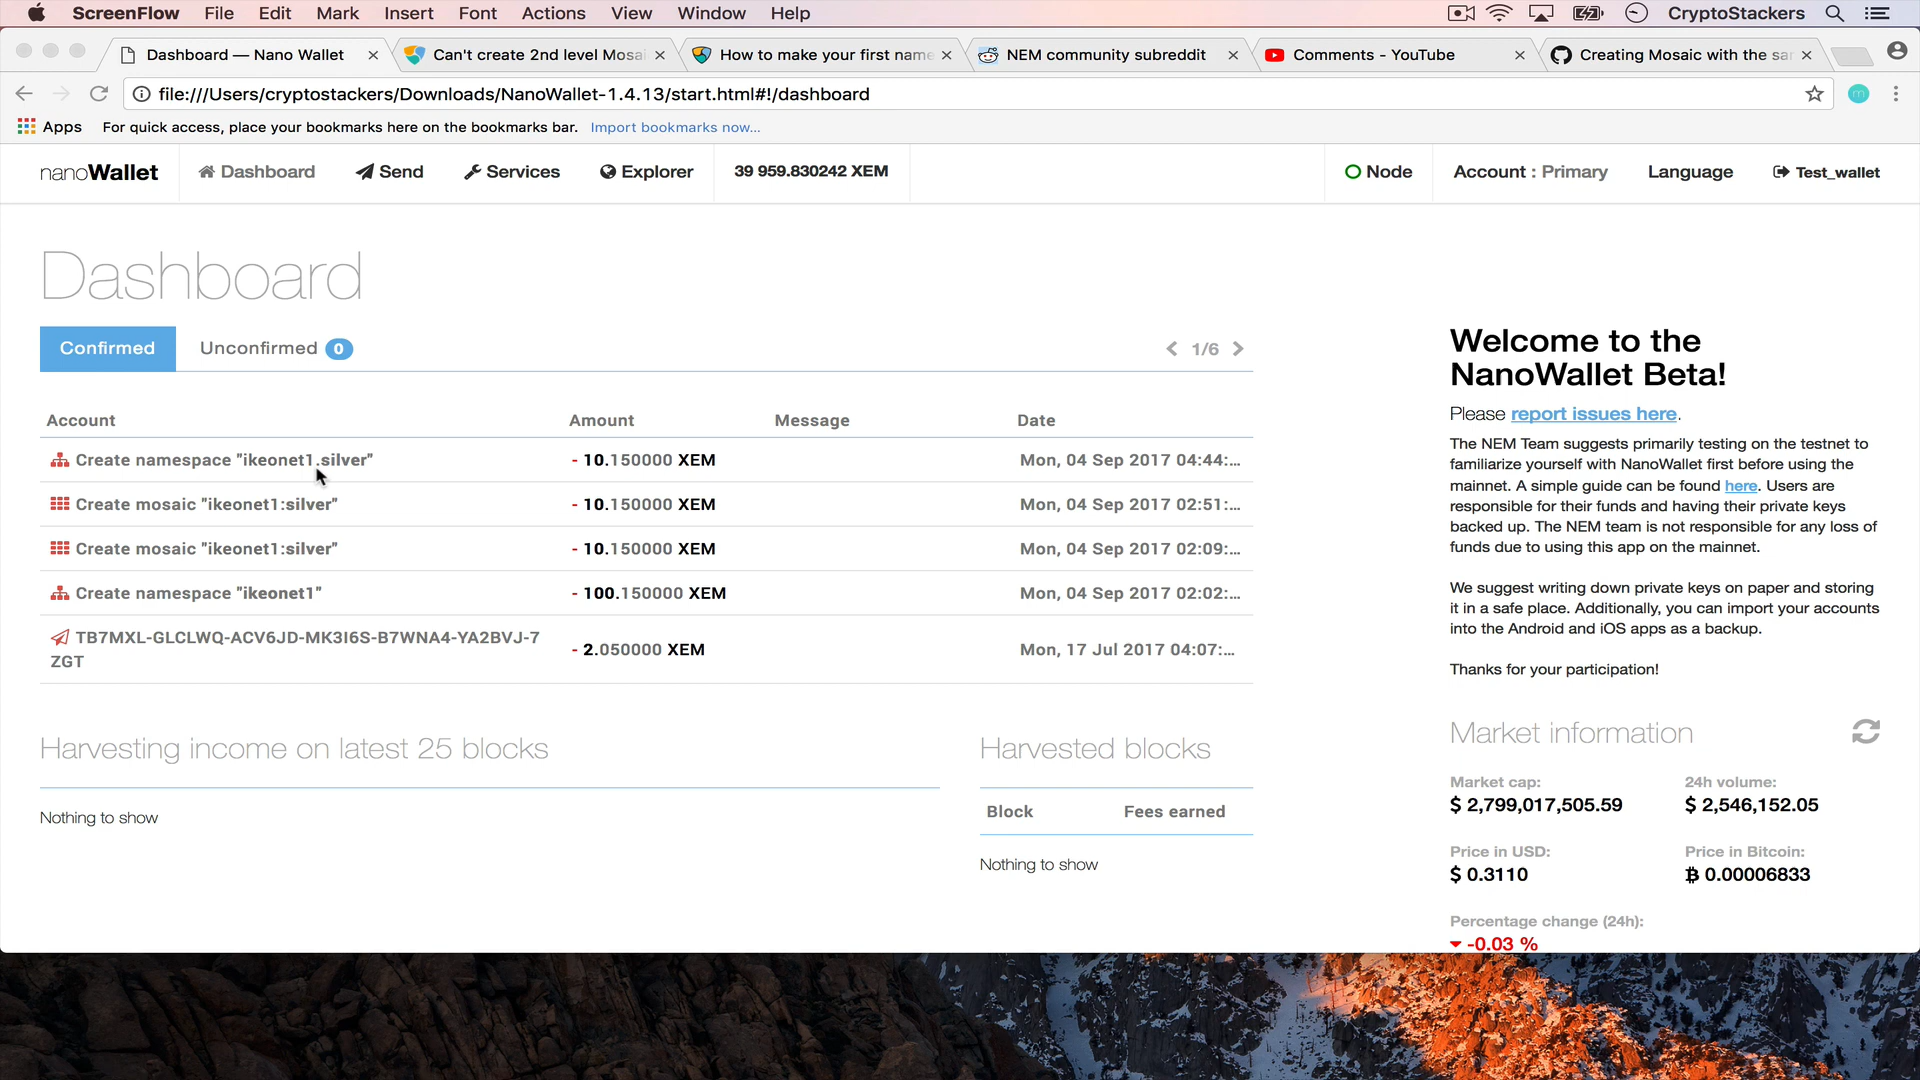 ScreenFlow File Edit Mark Insert Font Actions View Window Help CryptoStackers
Dashboard — Nano Wallet Can't create 2nd level Mosai How to make your first name NEM community subreddit Comments - YouTube Creating Mosaic with the sa
file:///Users/cryptostackers/Downloads/NanoWallet-1.4.13/start.html#!/dashboard
Apps For quick access, place your bookmarks here on the bookmarks bar. Import bookmarks now...
nanoWallet Dashboard Send Services Explorer 39 959.830242 XEM Node Account : Primary Language Test_wallet
Dashboard
Confirmed Unconfirmed 0 1/6
Account Amount Message Date
Create namespace "ikeonet1.silver" - 10.150000 XEM Mon, 04 Sep 2017 04:44:...
Create mosaic "ikeonet1:silver" - 10.150000 XEM Mon, 04 Sep 2017 02:51:...
Create mosaic "ikeonet1:silver" - 10.150000 XEM Mon, 04 Sep 2017 02:09:...
Create namespace "ikeonet1" - 100.150000 XEM Mon, 04 Sep 2017 02:02:...
TB7MXL-GLCLWQ-ACV6JD-MK3I6S-B7WNA4-YA2BVJ-7
ZGT - 2.050000 XEM Mon, 17 Jul 2017 04:07:...
Harvesting income on latest 25 blocks
Nothing to show
Harvested blocks
Block Fees earned
Nothing to show
Welcome to the
NanoWallet Beta!
Please report issues here.
The NEM Team suggests primarily testing on the testnet to
familiarize yourself with NanoWallet first before using the
mainnet. A simple guide can be found here. Users are
responsible for their funds and having their private keys
backed up. The NEM team is not responsible for any loss of
funds due to using this app on the mainnet.
We suggest writing down private keys on paper and storing
it in a safe place. Additionally, you can import your accounts
into the Android and iOS apps as a backup.
Thanks for your participation!
Market information
Market cap: 24h volume:
$ 2,799,017,505.59 $ 2,546,152.05
Price in USD: Price in Bitcoin:
$ 0.3110 ₿ 0.00006833
Percentage change (24h):
-0.03 %